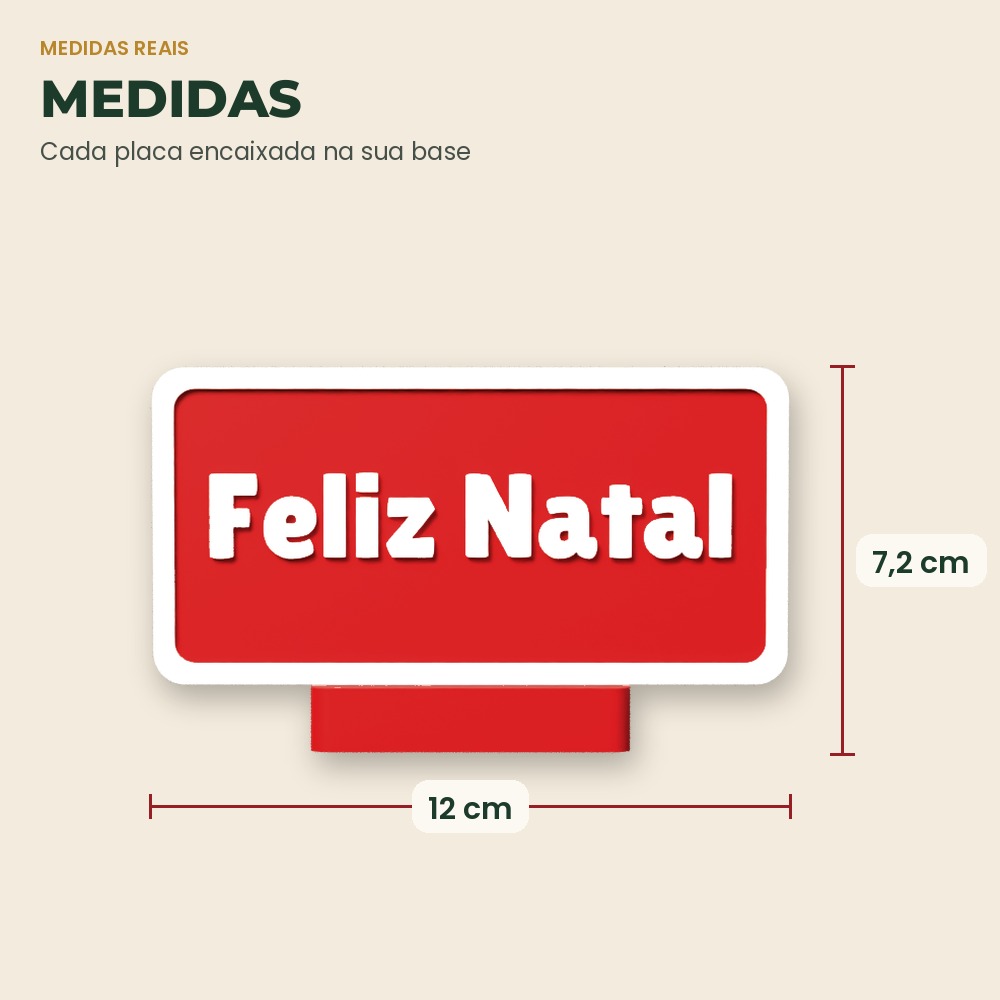 MEDIDAS REAIS
MEDIDAS
Cada placa encaixada na sua base
Feliz Natal
7,2 cm
12 cm